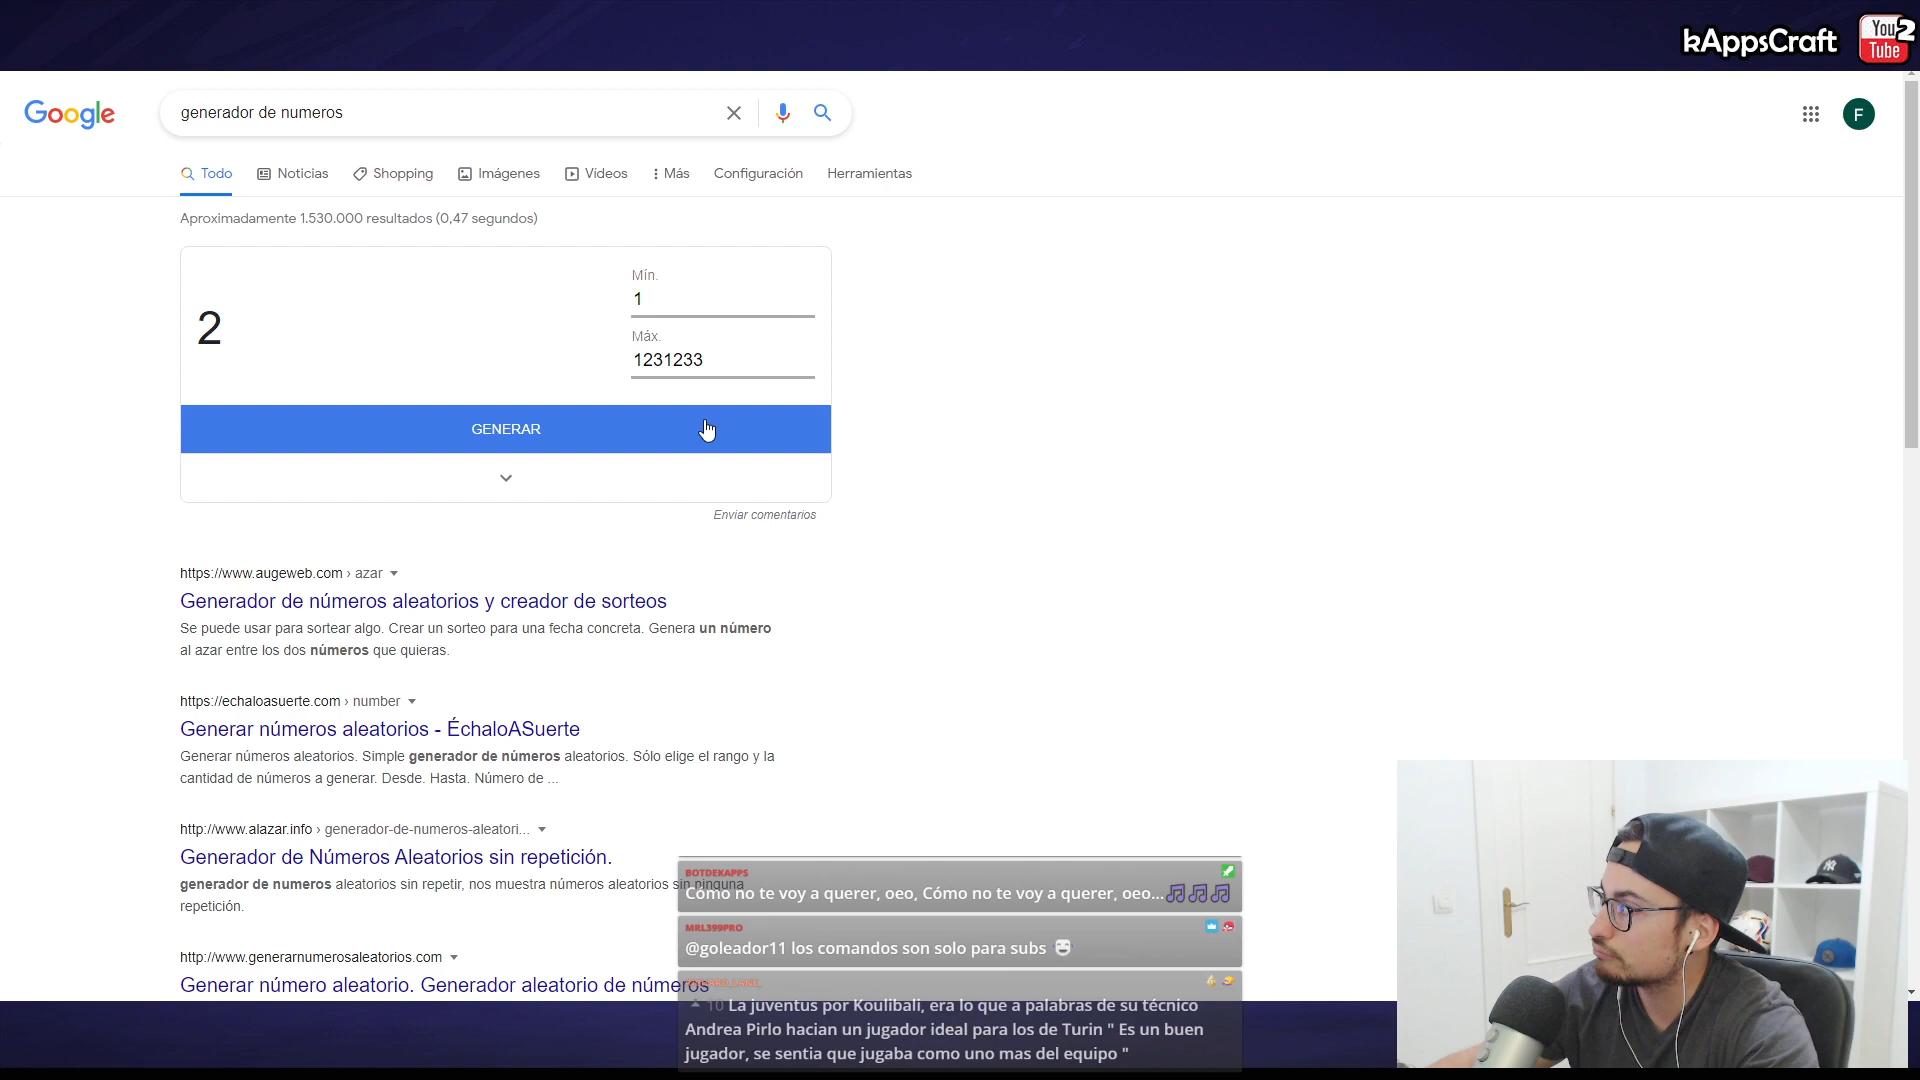 kAppsCraft
You2
Tube
Google
generador de numeros
F
Todo
Noticias
Shopping
Imágenes
Vídeos
Más
Configuración
Herramientas
Aproximadamente 1.530.000 resultados (0,47 segundos)
2
Mín.
1
Máx.
1231233
GENERAR
Enviar comentarios
https://www.augeweb.com › azar
Generador de números aleatorios y creador de sorteos
Se puede usar para sortear algo. Crear un sorteo para una fecha concreta. Genera un número
al azar entre los dos números que quieras.
https://echaloasuerte.com › number
Generar números aleatorios - ÉchaloASuerte
Generar números aleatorios. Simple generador de números aleatorios. Sólo elige el rango y la
cantidad de números a generar. Desde. Hasta. Número de ...
http://www.alazar.info › generador-de-numeros-aleatori...
Generador de Números Aleatorios sin repetición.
generador de numeros aleatorios sin repetir, nos muestra números aleatorios sin ninguna
repetición.
http://www.generarnumerosaleatorios.com
Generar número aleatorio. Generador aleatorio de números
BOTDEKAPPS
Cómo no te voy a querer, oeo, Cómo no te voy a querer, oeo...
MRL399PRO
@goleador11 los comandos son solo para subs
10 La juventus por Koulibali, era lo que a palabras de su técnico
Andrea Pirlo hacian un jugador ideal para los de Turin " Es un buen
jugador, se sentia que jugaba como uno mas del equipo "